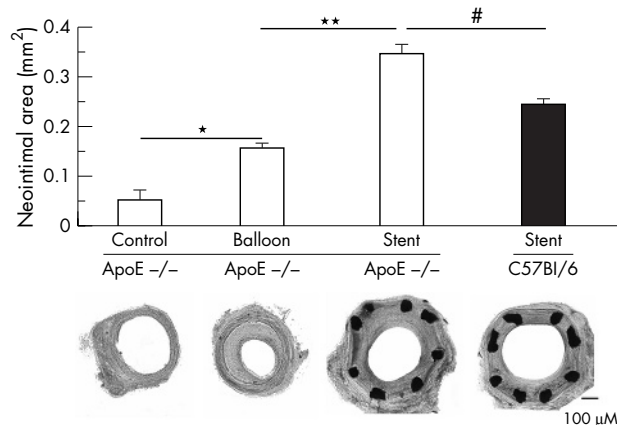 Neointimal area (mm²)
0.4
0.3
0.2
0.1
0
★
★★
#
Control Balloon Stent Stent
ApoE –/– ApoE –/– ApoE –/– C57Bl/6
100 µM